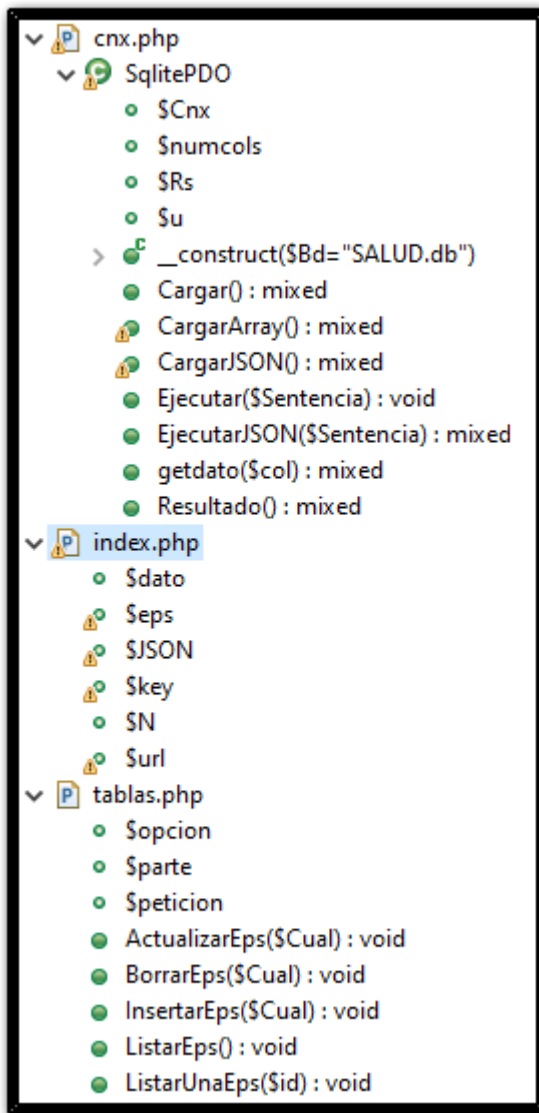 cnx.php
SqlitePDO
$Cnx
$numcols
$Rs
$u
__construct($Bd="SALUD.db")
Cargar() : mixed
CargarArray() : mixed
CargarJSON() : mixed
Ejecutar($Sentencia) : void
EjecutarJSON($Sentencia) : mixed
getdato($col) : mixed
Resultado() : mixed
index.php
$dato
$eps
$JSON
$key
$N
$url
tablas.php
$opcion
$parte
$peticion
ActualizarEps($Cual) : void
BorrarEps($Cual) : void
InsertarEps($Cual) : void
ListarEps() : void
ListarUnaEps($id) : void